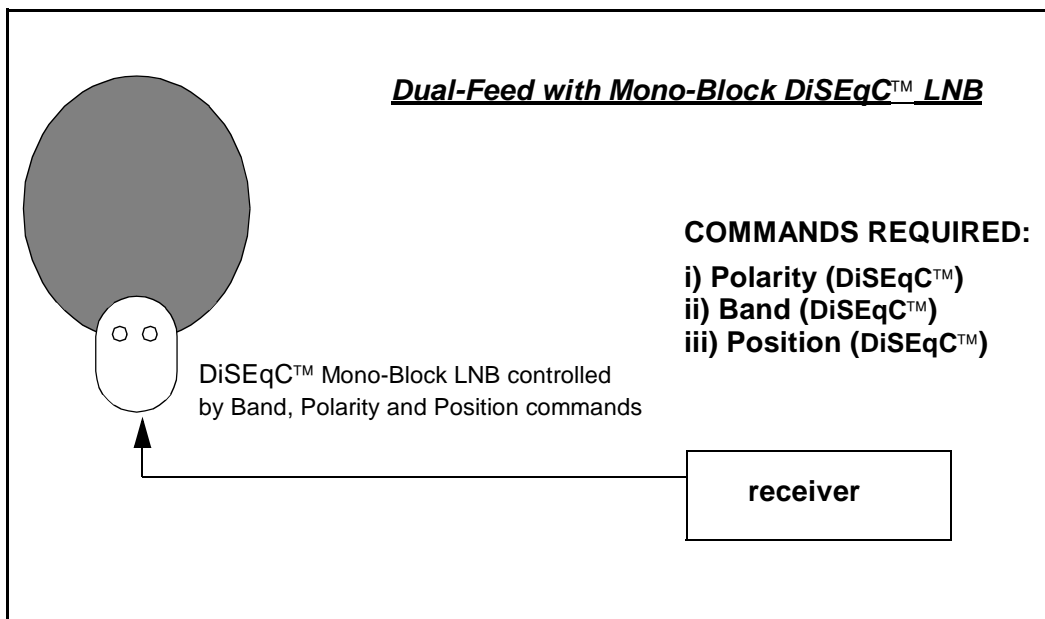 Dual-Feed with Mono-Block DiSEqC™ LNB
COMMANDS REQUIRED:
i) Polarity (DiSEqC™)
ii) Band (DiSEqC™)
iii) Position (DiSEqC™)
DiSEqC™ Mono-Block LNB controlled
by Band, Polarity and Position commands
receiver